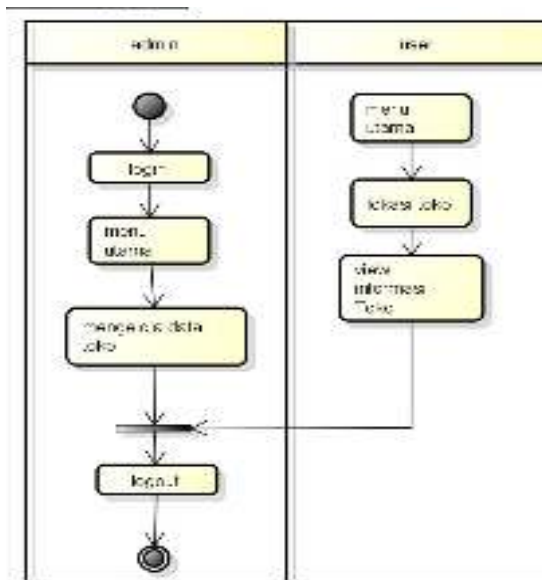 admin
user
login
menu
utama
mengelola data
toko
logout
menu
utama
lokasi toko
view
informasi
Toko